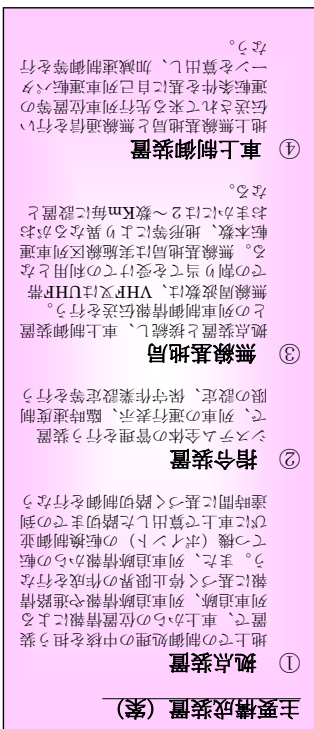 主要構成装置（案）
① 拠点装置
地上での制御処理の中核を担う装
置で、車上からの位置情報による
列車追跡、列車追跡情報や進路情
報に基づく停止限界の作成を行な
う。また、列車追跡情報からの転
てつ機（ポイント）の転換制御並
びに車上で算出した踏切までの到
達時間に基づく踏切制御を行なう
② 指令装置
システム全体の管理を行う装置
で、列車の運行表示、臨時速度制
限の設定、保守作業設定等を行う
③ 無線基地局
拠点装置と接続し、車上制御装置
との列車制御情報伝送を行う。
無線周波数は、VHF又はUHF帯
での割り当てを受けての利用とな
る。無線基地局は実施線区列車運
転本数、地形等により異なるがお
おまかには２～数Km毎に設置と
なる。
④ 車上制御装置
地上無線基地局と無線通信を行い
伝送されて来る先行列車位置等の
運転条件を基に自己列車運転パタ
ーンを算出し、加減速制御等を行
なう。